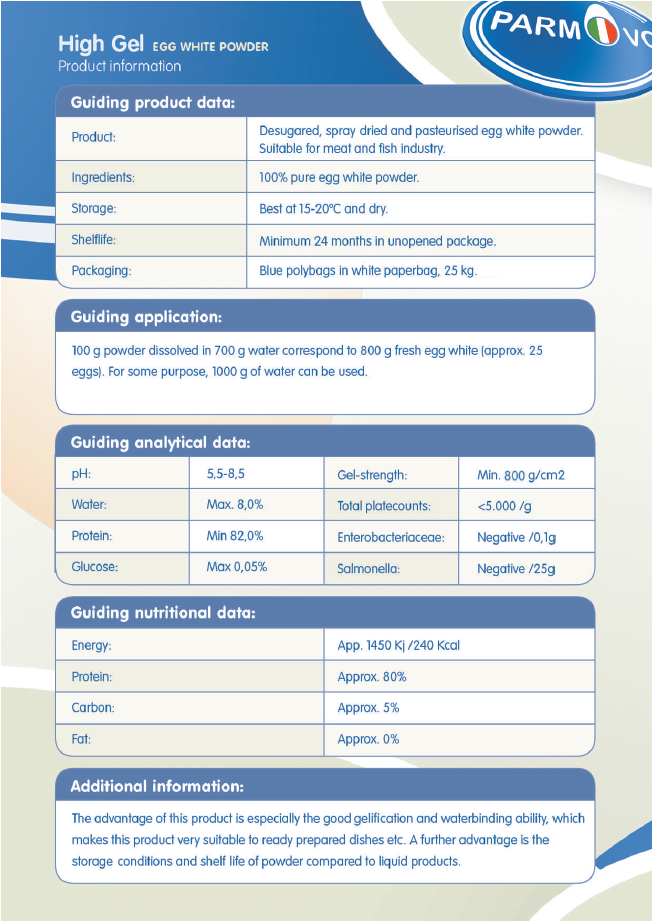 High Gel EGG WHITE POWDER
Product information
PARM VO
Guiding product data:
Product: Desugared, spray dried and pasteurised egg white powder.
Suitable for meat and fish industry.
Ingredients: 100% pure egg white powder.
Storage: Best at 15-20ºC and dry.
Shelflife: Minimum 24 months in unopened package.
Packaging: Blue polybags in white paperbag, 25 kg.
Guiding application:
100 g powder dissolved in 700 g water correspond to 800 g fresh egg white (approx. 25
eggs). For some purpose, 1000 g of water can be used.
Guiding analytical data:
pH: 5,5-8,5 Gel-strength: Min. 800 g/cm2
Water: Max. 8,0% Total platecounts: <5.000 /g
Protein: Min 82,0% Enterobacteriaceae: Negative /0,1g
Glucose: Max 0,05% Salmonella: Negative /25g
Guiding nutritional data:
Energy: App. 1450 Kj /240 Kcal
Protein: Approx. 80%
Carbon: Approx. 5%
Fat: Approx. 0%
Additional information:
The advantage of this product is especially the good gelification and waterbinding ability, which
makes this product very suitable to ready prepared dishes etc. A further advantage is the
storage conditions and shelf life of powder compared to liquid products.